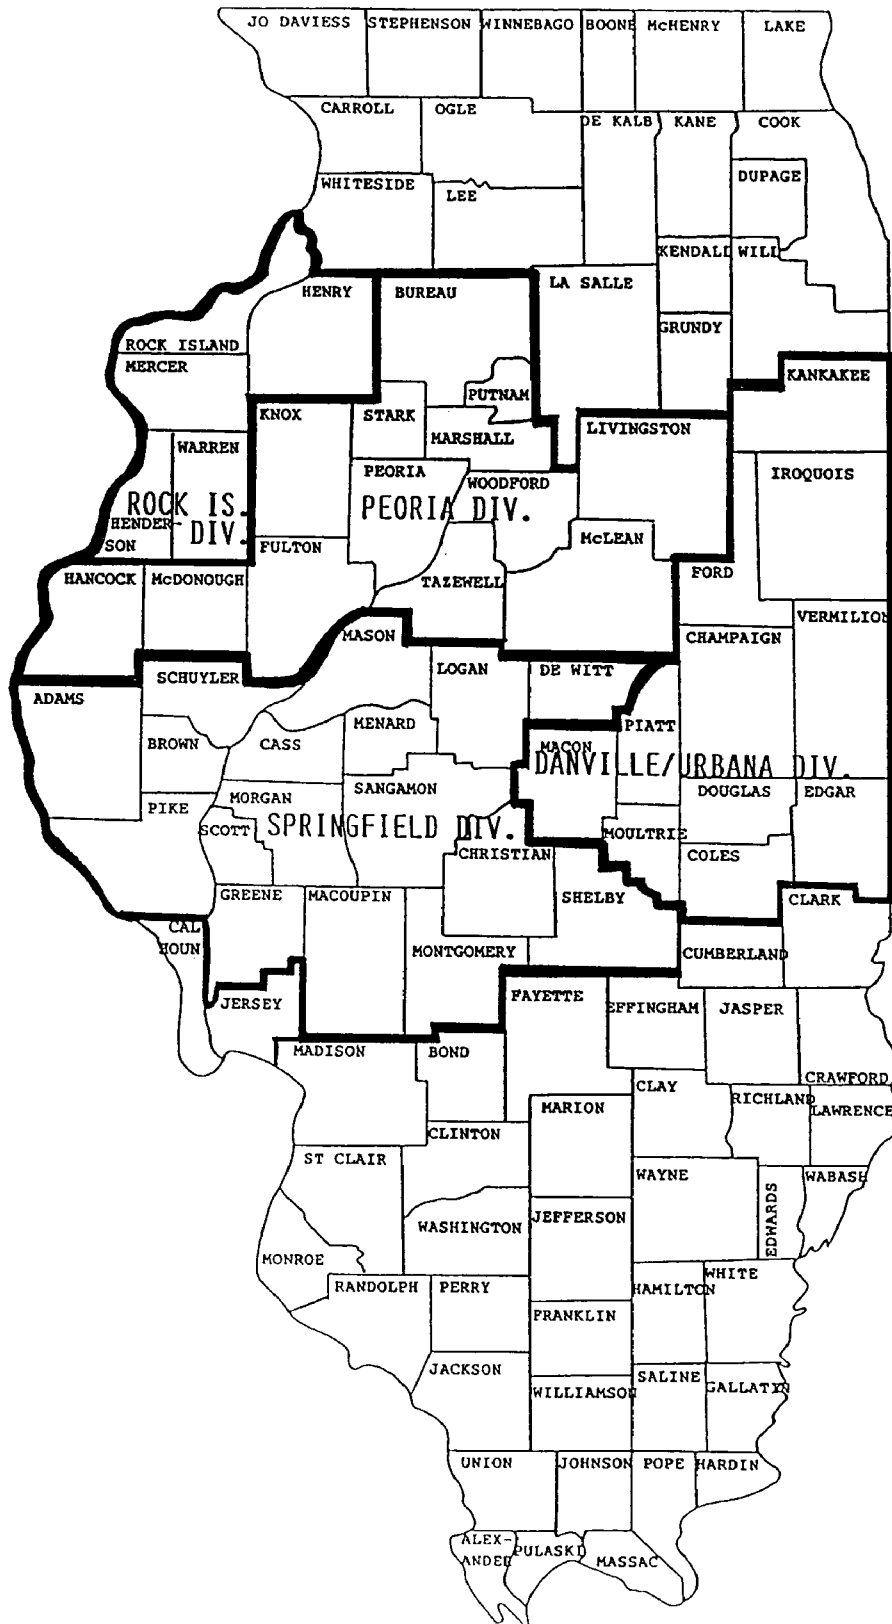 JO DAVIESS STEPHENSON WINNEBAGO BOONE McHENRY LAKE
CARROLL OGLE DE KALB KANE COOK
WHITESIDE LEE DUPAGE
KENDALL WILL
HENRY BUREAU LA SALLE
GRUNDY
ROCK ISLAND
MERCER KANKAKEE
PUTNAM
KNOX STARK LIVINGSTON
MARSHALL
WARREN PEORIA WOODFORD IROQUOIS
ROCK IS. PEORIA DIV.
DIV.
HENDER-
SON FULTON McLEAN
HANCOCK McDONOUGH TAZEWELL FORD
VERMILION
MASON CHAMPAIGN
ADAMS SCHUYLER LOGAN DE WITT
MENARD PIATT
BROWN CASS MACON
DANVILLE/URBANA DIV.
PIKE MORGAN SANGAMON DOUGLAS EDGAR
SCOTT SPRINGFIELD DIV. MOULTRIE
CHRISTIAN COLES
GREENE MACOUPIN SHELBY CLARK
CAL
HOUN MONTGOMERY CUMBERLAND
JERSEY FAYETTE EFFINGHAM JASPER
MADISON BOND
CLAY CRAWFORD
MARION RICHLAND LAWRENCE
CLINTON
ST CLAIR WAYNE WABASH
WASHINGTON JEFFERSON EDWARDS
MONROE
RANDOLPH PERRY HAMILTON WHITE
FRANKLIN
JACKSON WILLIAMSON SALINE GALLATIN
UNION JOHNSON POPE HARDIN
ALEX-
ANDER PULASKI MASSAC